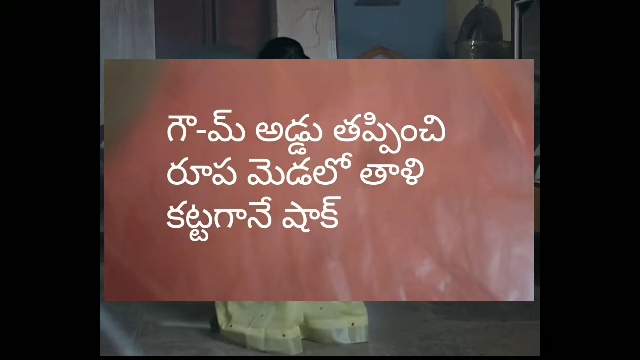 గౌ-మ్ అడ్డు తప్పించి
రూప మెడలో తాళి
కట్టగానే షాక్